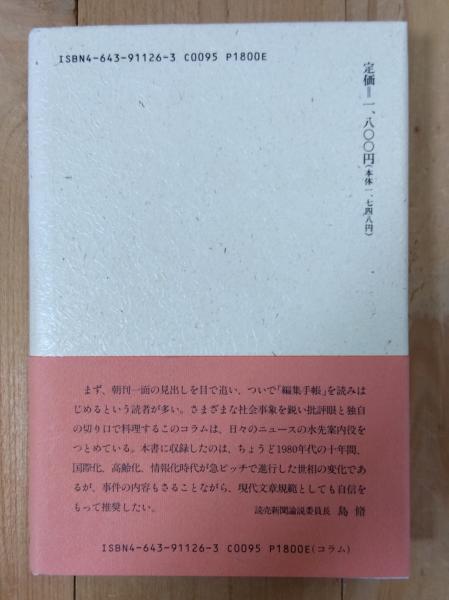 ISBN4-643-91126-3 C0095 P1800E
定価=一、八〇〇円(本体一、七四八円)
まず、朝刊一面の見出しを目で追い、ついで「編集手帳」を読みは
じめるという読者が多い。さまざまな社会事象を鋭い批評眼と独自
の切り口で料理するこのコラムは、日々のニュースの水先案内役を
つとめている。本書に収録したのは、ちょうど1980年代の十年間、
国際化、高齢化、情報化時代が急ピッチで進行した世相の変化であ
るが、事件の内容もさることながら、現代文章規範としても自信を
もって推奨したい。
読売新聞論説委員長 島 脩
ISBN4-643-91126-3 C0095 P1800E(コラム)